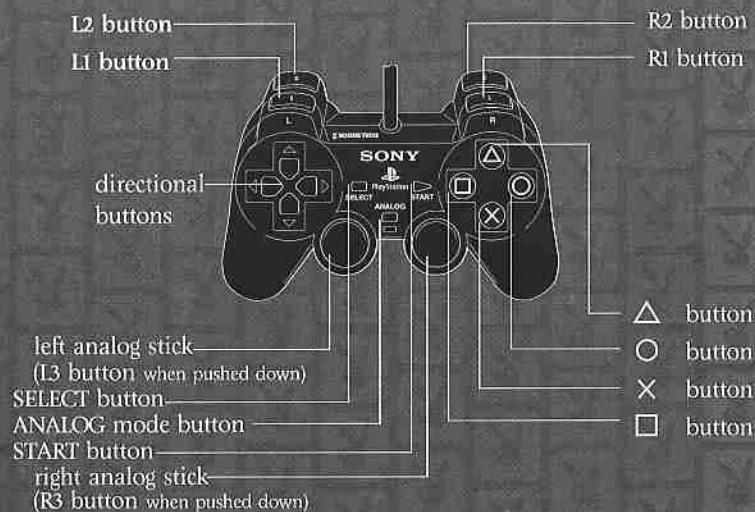 L2 button
L1 button
R2 button
R1 button
L
R
SONY
PlayStation
SELECT
START
ANALOG
directional
buttons
△ button
○ button
✕ button
□ button
left analog stick
(L3 button when pushed down)
SELECT button
ANALOG mode button
START button
right analog stick
(R3 button when pushed down)